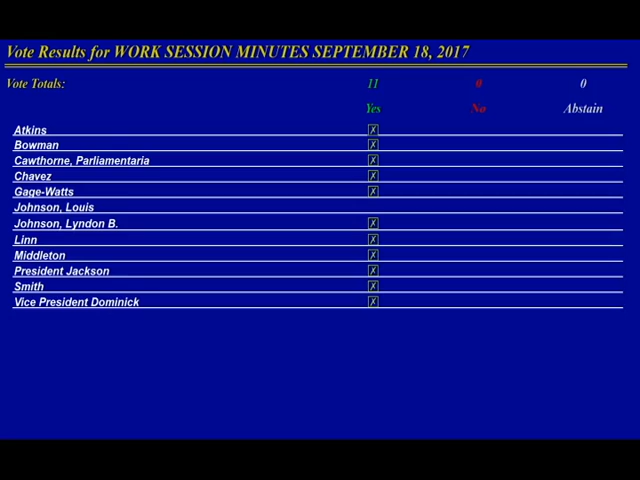 Vote Results for WORK SESSION MINUTES SEPTEMBER 18, 2017
Vote Totals: 11 0 0
Yes No Abstain
Atkins
Bowman
Cawthorne, Parliamentaria
Chavez
Gage-Watts
Johnson, Louis
Johnson, Lyndon B.
Linn
Middleton
President Jackson
Smith
Vice President Dominick